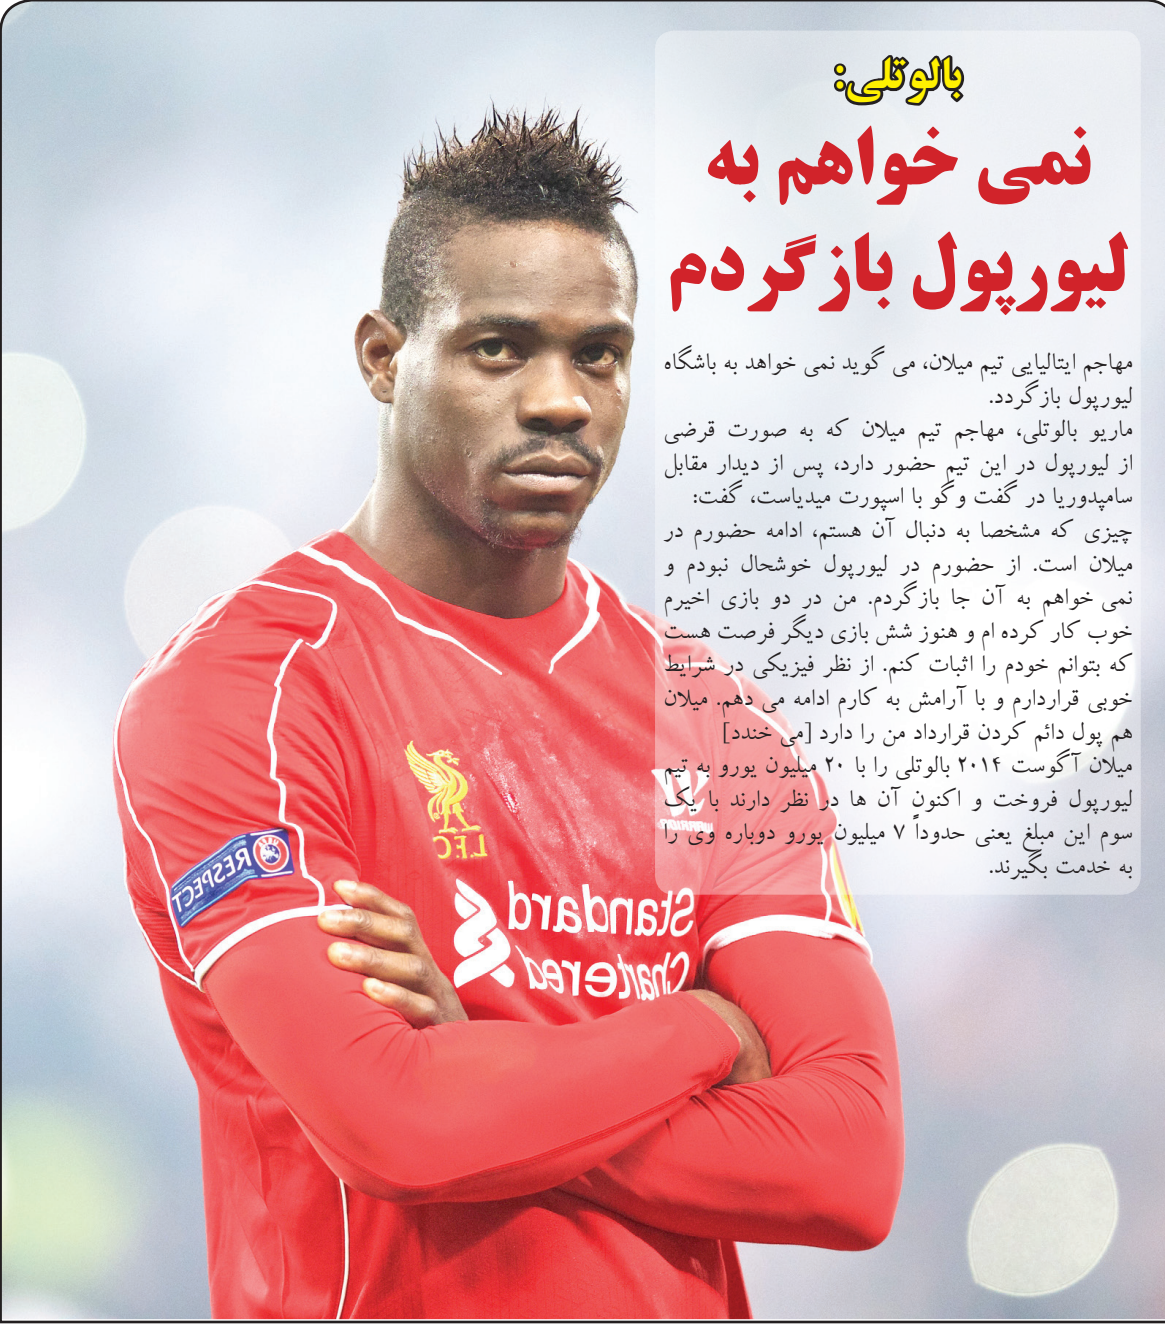 بالوتلی:
نمی خواهم به
لیورپول بازگردم
مهاجم ایتالیایی تیم میلان، می گوید نمی خواهد به باشگاه
لیورپول بازگردد.
ماریو بالوتلی، مهاجم تیم میلان که به صورت قرضی
از لیورپول در این تیم حضور دارد، پس از دیدار مقابل
سامپدوریا در گفت وگو با اسپورت میدیاست، گفت:
چیزی که مشخصا به دنبال آن هستم، ادامه حضورم در
میلان است. از حضورم در لیورپول خوشحال نبودم و
نمی خواهم به آن جا بازگردم. من در دو بازی اخیرم
خوب کار کرده ام و هنوز شش بازی دیگر فرصت هست
که بتوانم خودم را اثبات کنم. از نظر فیزیکی در شرایط
خوبی قراردارم و با آرامش به کارم ادامه می دهم. میلان
هم پول دائم کردن قرارداد من را دارد [می خندد]
میلان آگوست ۲۰۱۴ بالوتلی را با ۲۰ میلیون یورو به تیم
لیورپول فروخت و اکنون آن ها در نظر دارند با یک
سوم این مبلغ یعنی حدوداً ۷ میلیون یورو دوباره وی را
به خدمت بگیرند.
WARRIOR
L.F.C
RESPECT
Standard
Chartered